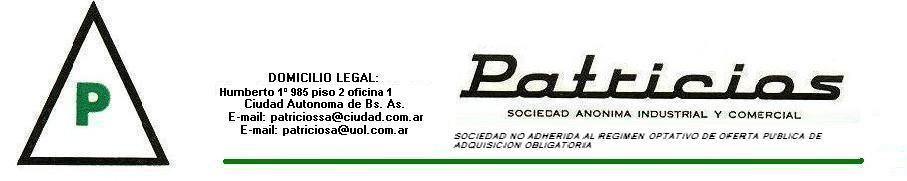 P
DOMICILIO LEGAL:
Humberto 1º 985 piso 2 oficina 1
Ciudad Autonoma de Bs. As.
E-mail: patriciossa@ciudad.com.ar
E-mail: patriciosa@uol.com.ar
Patricios
SOCIEDAD ANONIMA INDUSTRIAL Y COMERCIAL
SOCIEDAD NO ADHERIDA AL REGIMEN OPTATIVO DE OFERTA PUBLICA DE
ADQUISICION OBLIGATORIA